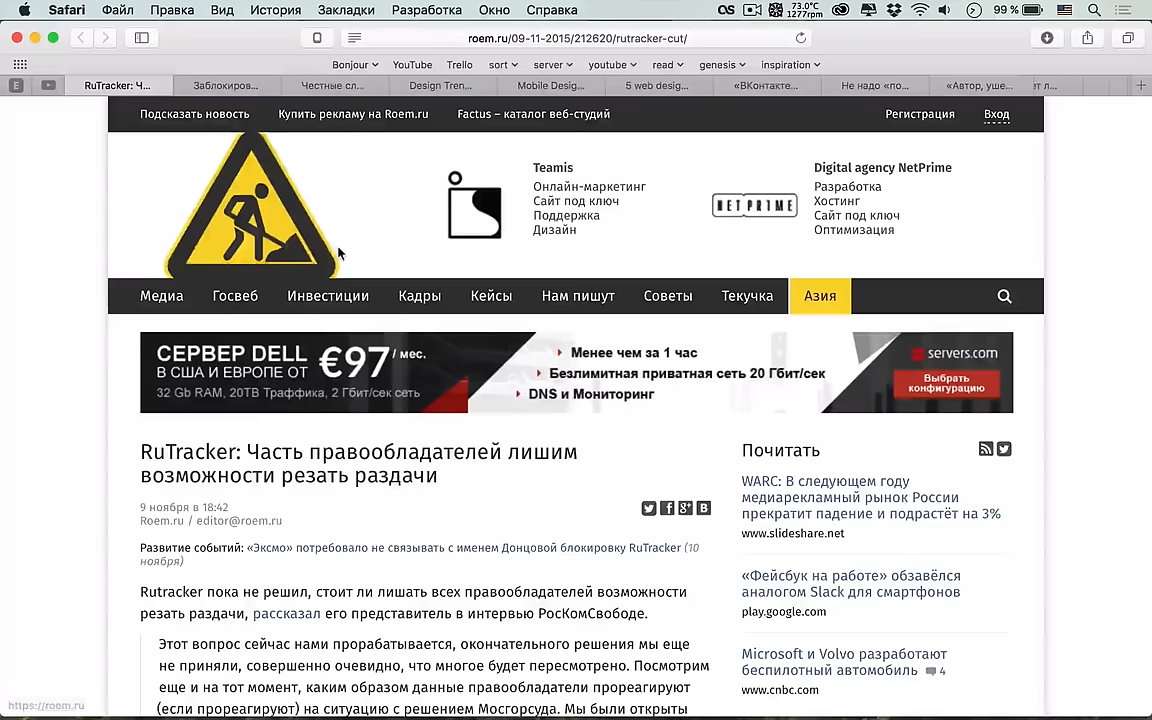 Safari Файл Правка Вид История Закладки Разработка Окно Справка
73.0°C
1277rpm
99 %
roem.ru/09-11-2015/212620/rutracker-cut/
Bonjour YouTube Trello sort server youtube read genesis inspiration
RuTracker: Ч... Заблокиров... Честные сл... Design Tren... Mobile Desig... 5 web desig... «ВКонтакте... Не надо «по... «Автор, уше... ет л...
Подсказать новость Купить рекламу на Roem.ru Factus – каталог веб-студий Регистрация Вход
Teamis
Онлайн-маркетинг
Сайт под ключ
Поддержка
Дизайн
NETPRIME
Digital agency NetPrime
Разработка
Хостинг
Сайт под ключ
Оптимизация
Медиа Госвеб Инвестиции Кадры Кейсы Нам пишут Советы Текучка Азия
СЕРВЕР DELL €97 / мес.
В США И ЕВРОПЕ ОТ
32 Gb RAM, 20TB Траффика, 2 Гбит/сек сеть
Менее чем за 1 час
Безлимитная приватная сеть 20 Гбит/сек
DNS и Мониторинг
servers.com
Выбрать
конфигурацию
RuTracker: Часть правообладателей лишим
возможности резать раздачи
9 ноября в 18:42
Roem.ru / editor@roem.ru
Развитие событий: «Эксмо» потребовало не связывать с именем Донцовой блокировку RuTracker (10
ноября)
Rutracker пока не решил, стоит ли лишать всех правообладателей возможности
резать раздачи, рассказал его представитель в интервью РосКомСвободе.
Этот вопрос сейчас нами прорабатывается, окончательного решения мы еще
не приняли, совершенно очевидно, что многое будет пересмотрено. Посмотрим
еще и на тот момент, каким образом данные правообладатели прореагируют
(если прореагируют) на ситуацию с решением Мосгорсуда. Мы были открыты
Почитать
WARC: В следующем году
медиарекламный рынок России
прекратит падение и подрастёт на 3%
www.slideshare.net
«Фейсбук на работе» обзавёлся
аналогом Slack для смартфонов
play.google.com
Microsoft и Volvo разработают
беспилотный автомобиль 4
www.cnbc.com
https://roem.ru